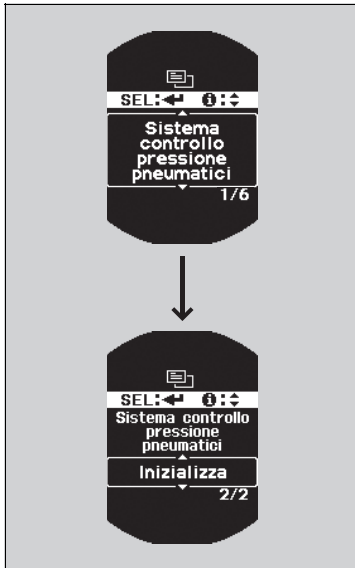 SEL:↵ i:⬍
Sistema
controllo
pressione
pneumatici
1/6
SEL:↵ i:⬍
Sistema controllo
pressione
pneumatici
Inizializza
2/2